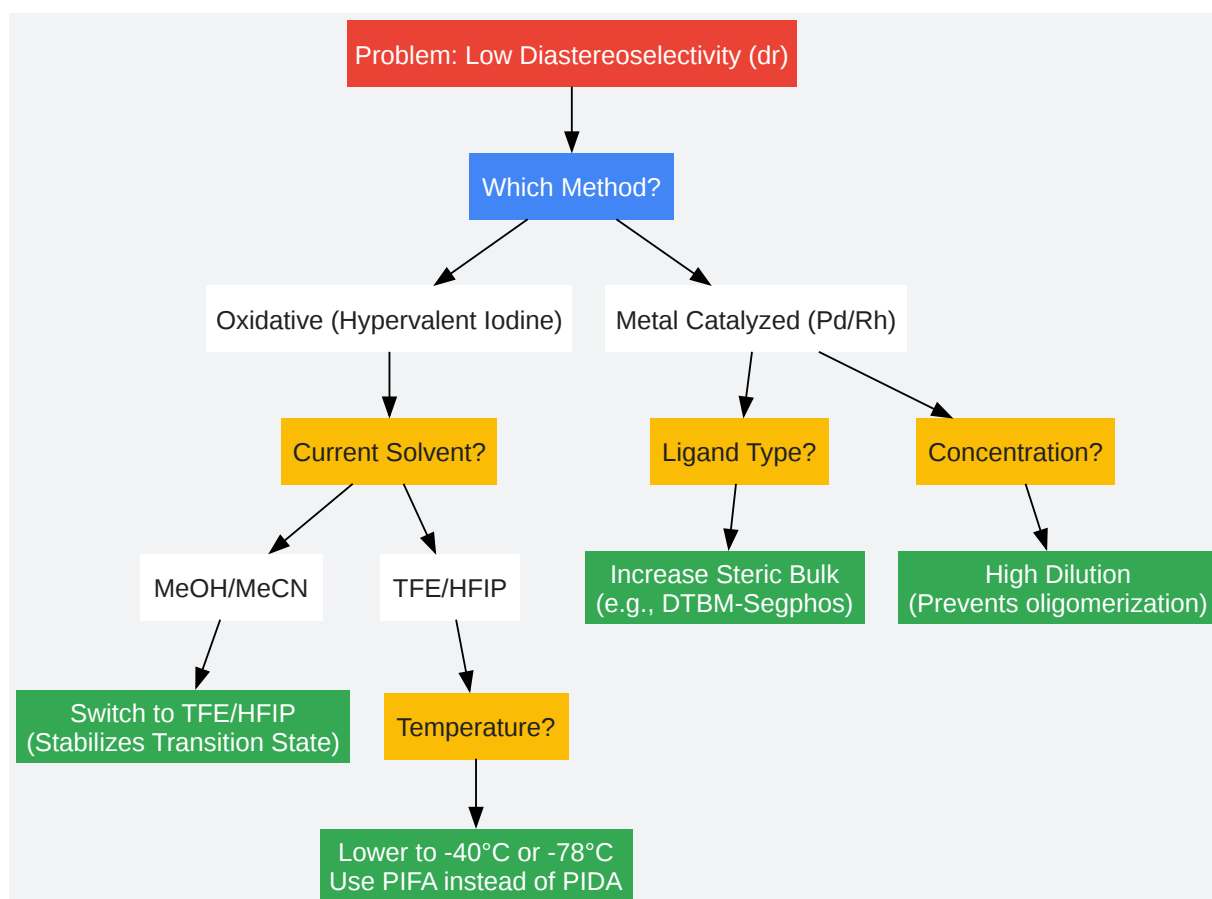 Problem: Low Diastereoselectivity (dr)
Which Method?
Oxidative (Hypervalent Iodine)
Metal Catalyzed (Pd/Rh)
Current Solvent?
Ligand Type?
Concentration?
MeOH/MeCN
TFE/HFIP
Increase Steric Bulk
(e.g., DTBM-Segphos)
High Dilution
(Prevents oligomerization)
Switch to TFE/HFIP
(Stabilizes Transition State)
Temperature?
Lower to -40°C or -78°C
Use PIFA instead of PIDA